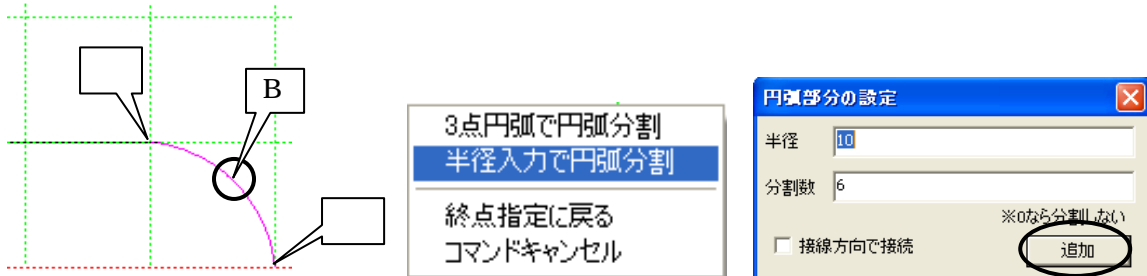 B
3点円弧で円弧分割
半径入力で円弧分割
終点指定に戻る
コマンドキャンセル
円弧部分の設定
半径 10
分割数 6
※0なら分割しない
接線方向で接続
追加